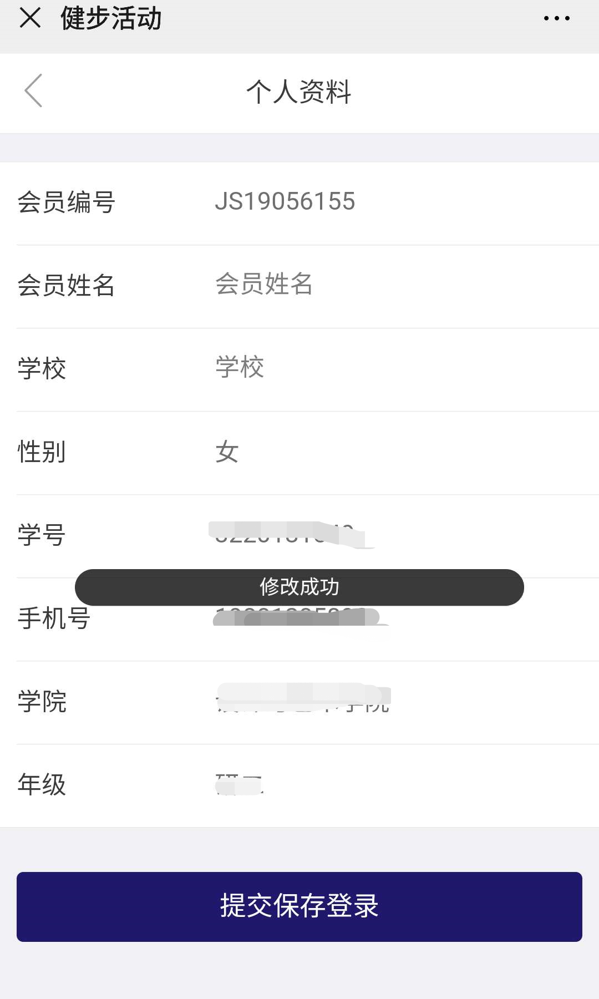 健步活动
个人资料
会员编号 JS19056155
会员姓名 会员姓名
学校 学校
性别 女
学号
修改成功
手机号
学院 学院
年级
提交保存登录